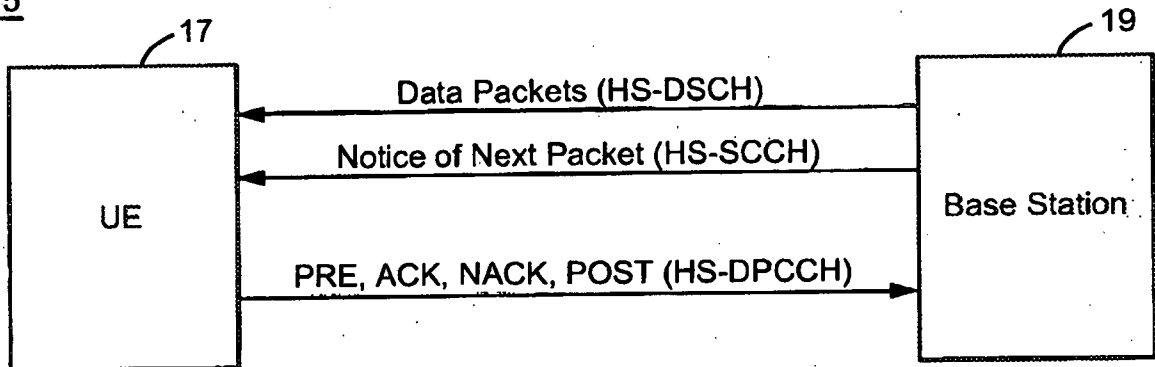 5
17
19
Data Packets (HS-DSCH)
Notice of Next Packet (HS-SCCH)
UE
Base Station
PRE, ACK, NACK, POST (HS-DPCCH)